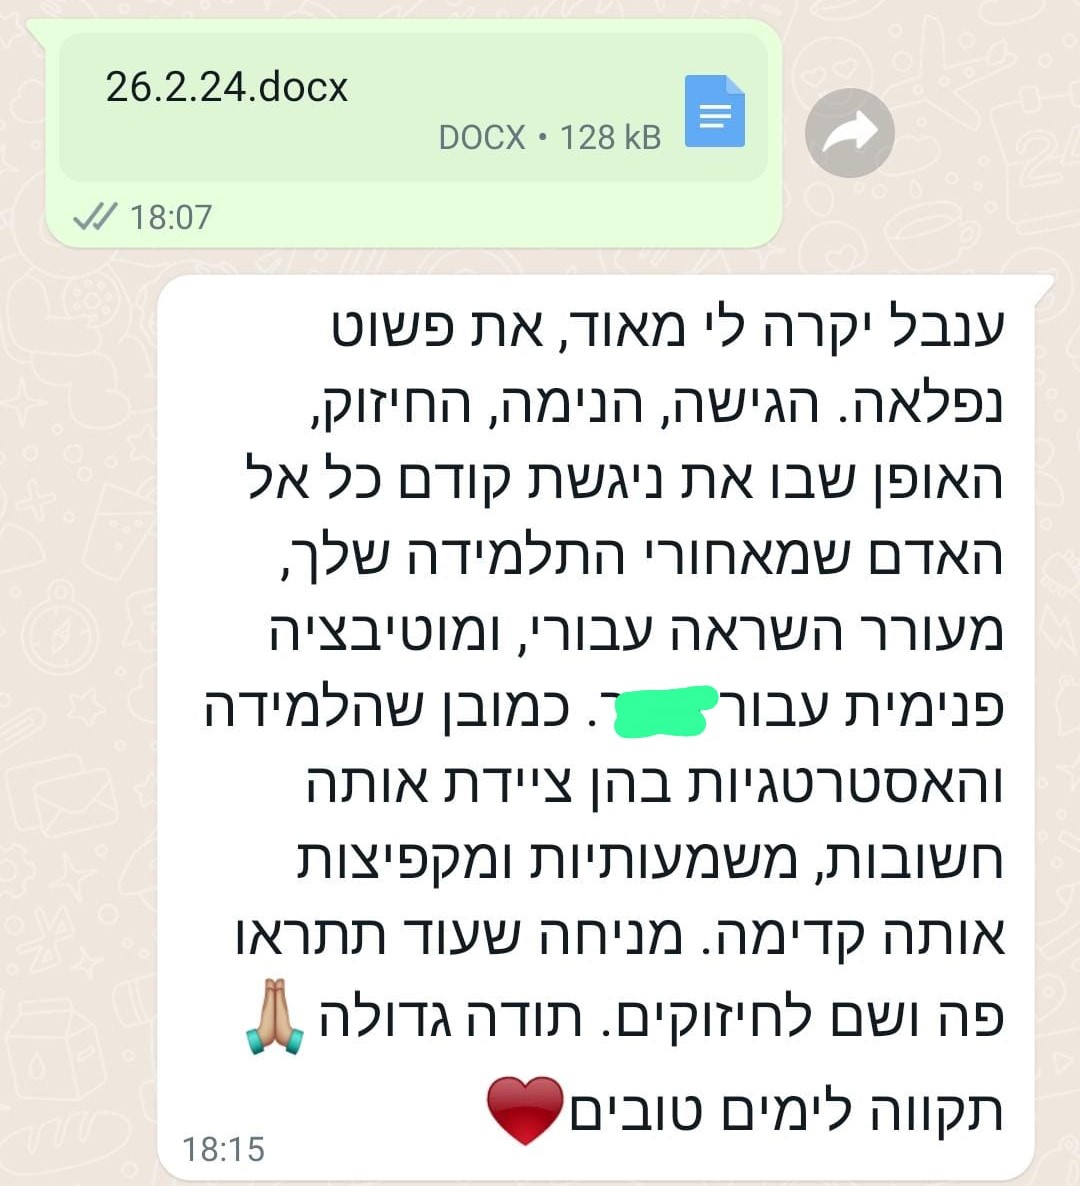 26.2.24.docx
DOCX • 128 kB
18:07
ענבל יקרה לי מאוד, את פשוט
נפלאה. הגישה, הנימה, החיזוק,
האופן שבו את ניגשת קודם כל אל
האדם שמאחורי התלמידה שלך,
מעורר השראה עבורי, ומוטיבציה
פנימית עבור . כמובן שהלמידה
והאסטרטגיות בהן ציידת אותה
חשובות, משמעותיות ומקפיצות
אותה קדימה. מניחה שעוד תתראו
פה ושם לחיזוקים. תודה גדולה🙏🏼
תקווה לימים טובים❤️
18:15